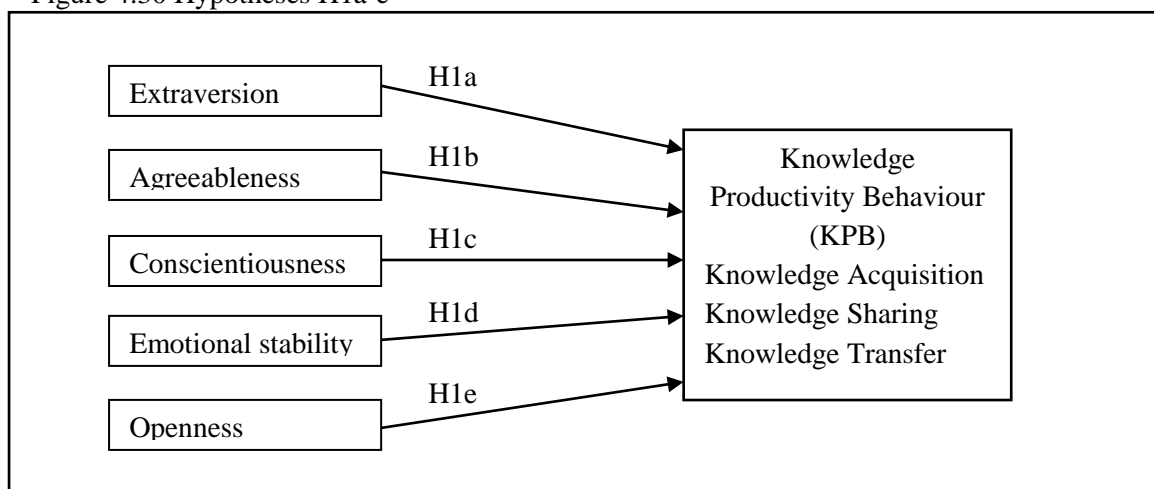 Figure 4.30 Hypotheses H1a-e
Extraversion
H1a
Agreeableness
H1b
Conscientiousness
H1c
Emotional stability
H1d
Openness
H1e
Knowledge
Productivity Behaviour
(KPB)
Knowledge Acquisition
Knowledge Sharing
Knowledge Transfer